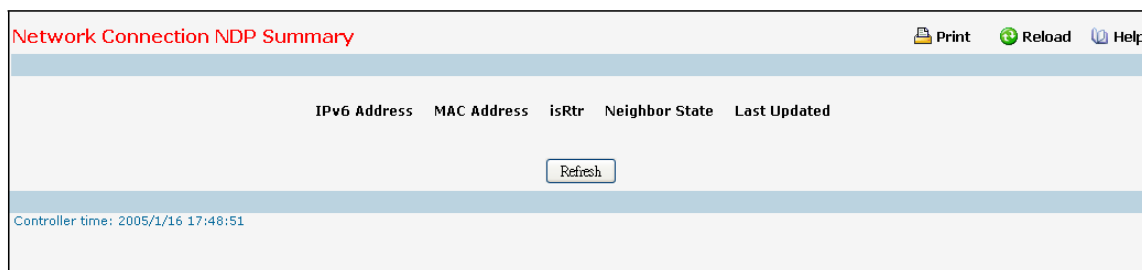 Network Connection NDP Summary
Print Reload Help
IPv6 Address MAC Address isRtr Neighbor State Last Updated
Refresh
Controller time: 2005/1/16 17:48:51